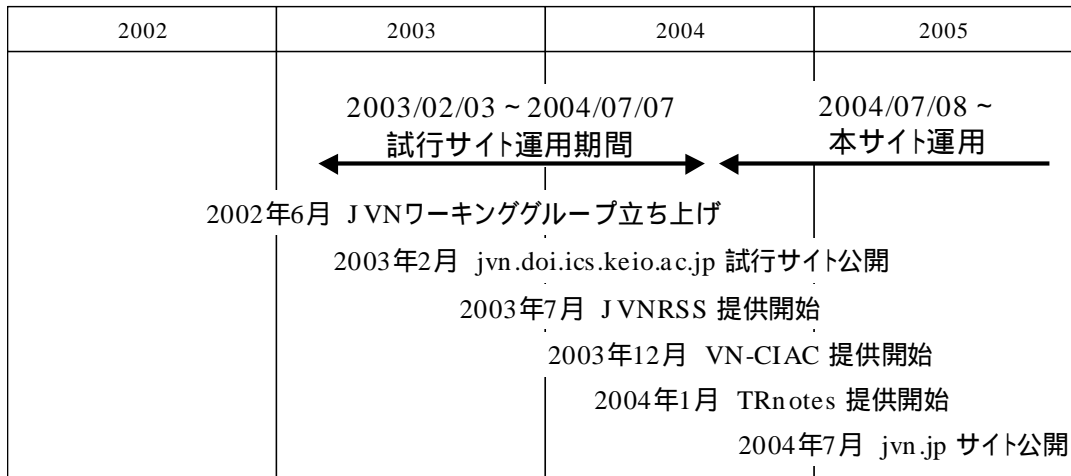 2002 2003 2004 2005
2003/02/03 ~ 2004/07/07 2004/07/08 ~
試行サイト運用期間 本サイト運用
2002年6月 JVNワーキンググループ立ち上げ
2003年2月 jvn.doi.ics.keio.ac.jp 試行サイト公開
2003年7月 JVNRSS 提供開始
2003年12月 VN-CIAC 提供開始
2004年1月 TRnotes 提供開始
2004年7月 jvn.jp サイト公開